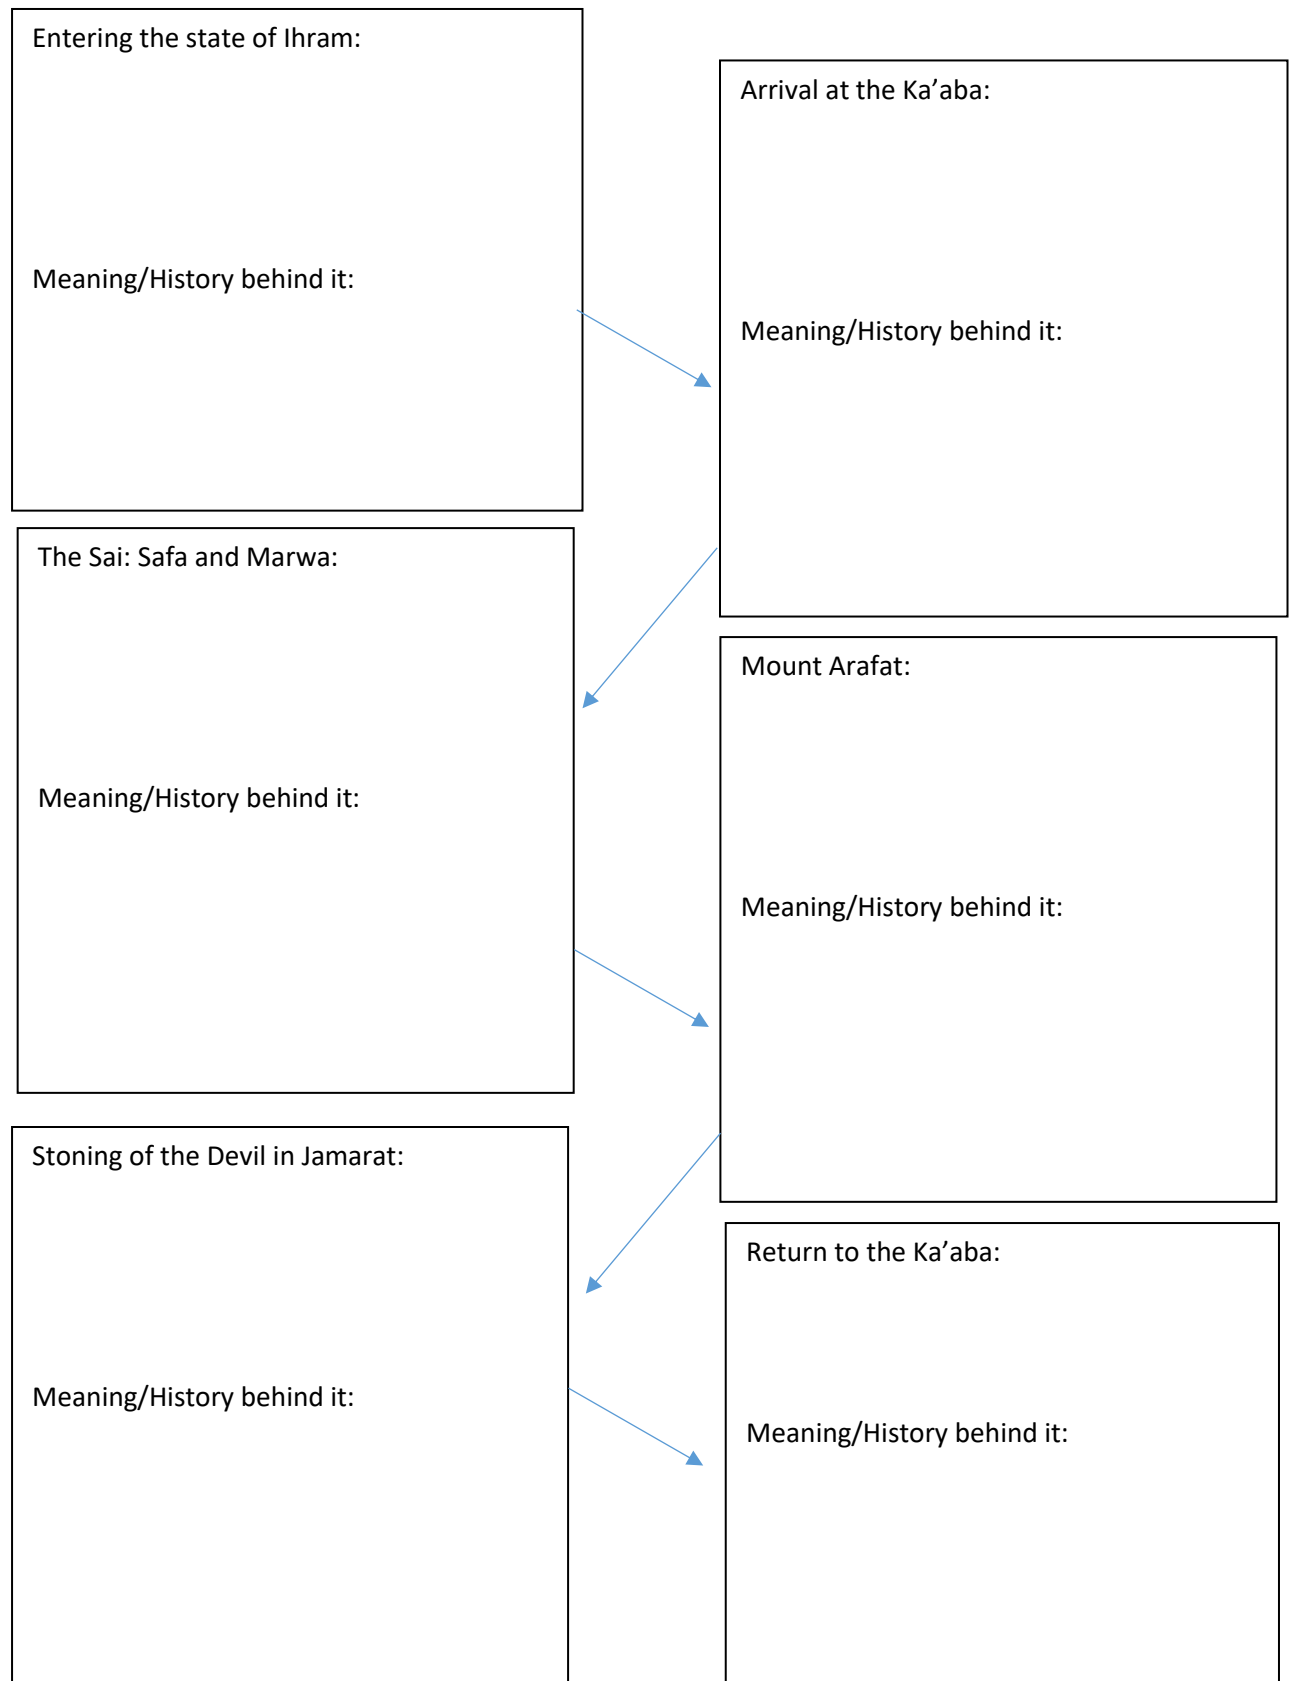 Entering the state of Ihram:
Meaning/History behind it:
Arrival at the Ka’aba:
Meaning/History behind it:
The Sai: Safa and Marwa:
Meaning/History behind it:
Mount Arafat:
Meaning/History behind it:
Stoning of the Devil in Jamarat:
Meaning/History behind it:
Return to the Ka’aba:
Meaning/History behind it: